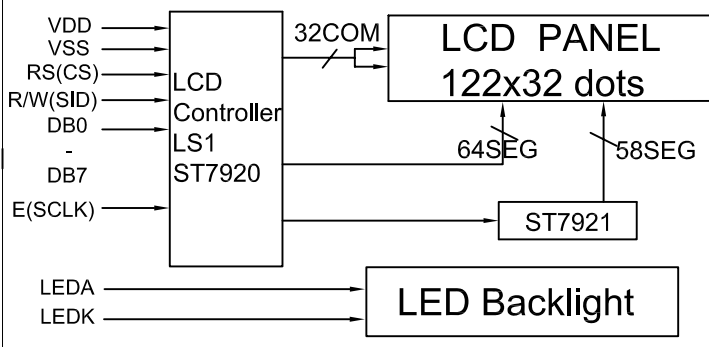 VDD
VSS
RS(CS)
R/W(SID)
DB0
-
DB7
E(SCLK)
LCD
Controller
LS1
ST7920
32COM
LCD PANEL
122x32 dots
64SEG
58SEG
ST7921
LEDA
LEDK
LED Backlight